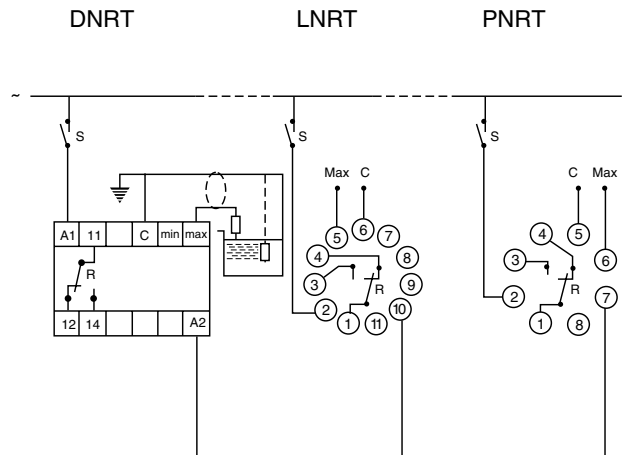 DNRT LNRT PNRT
~
S S S
Max C C Max
A1 11 C min max
5 6 7 4 5
4 8 3 6
R 3 9 R
2 10 2 7
12 14 A2 1 11 1 8
R